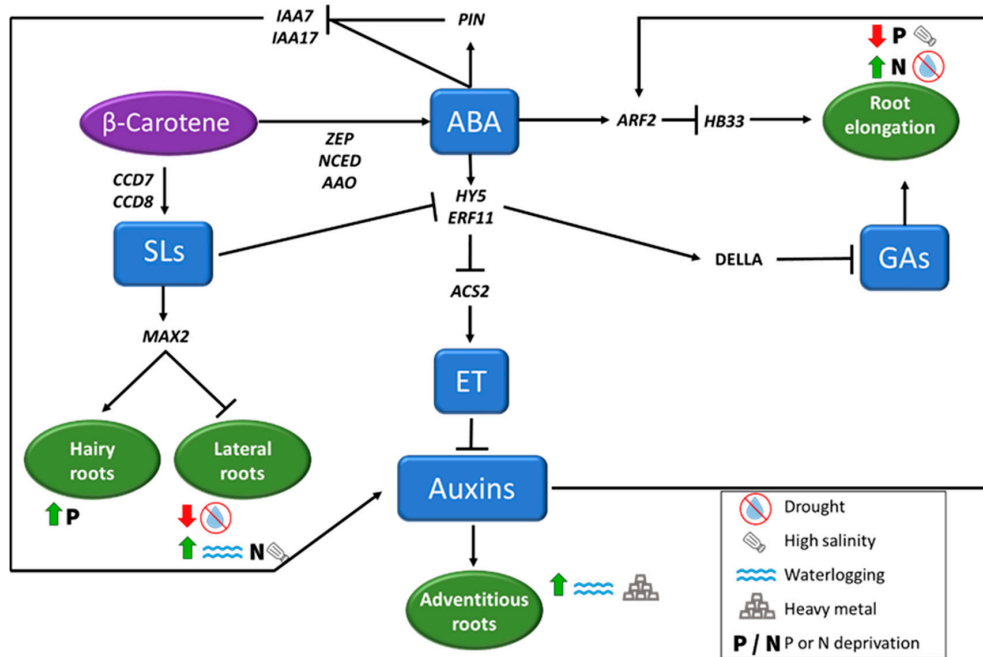 IAA7
IAA17
PIN
P
N
β-Carotene
ZEP
NCED
AAO
ABA
ARF2
HB33
Root
elongation
CCD7
CCD8
HY5
ERF11
SLs
DELLA
GAs
ACS2
MAX2
ET
Hairy
roots
Lateral
roots
P
N
Auxins
Adventitious
roots
Drought
High salinity
Waterlogging
Heavy metal
P / N P or N deprivation